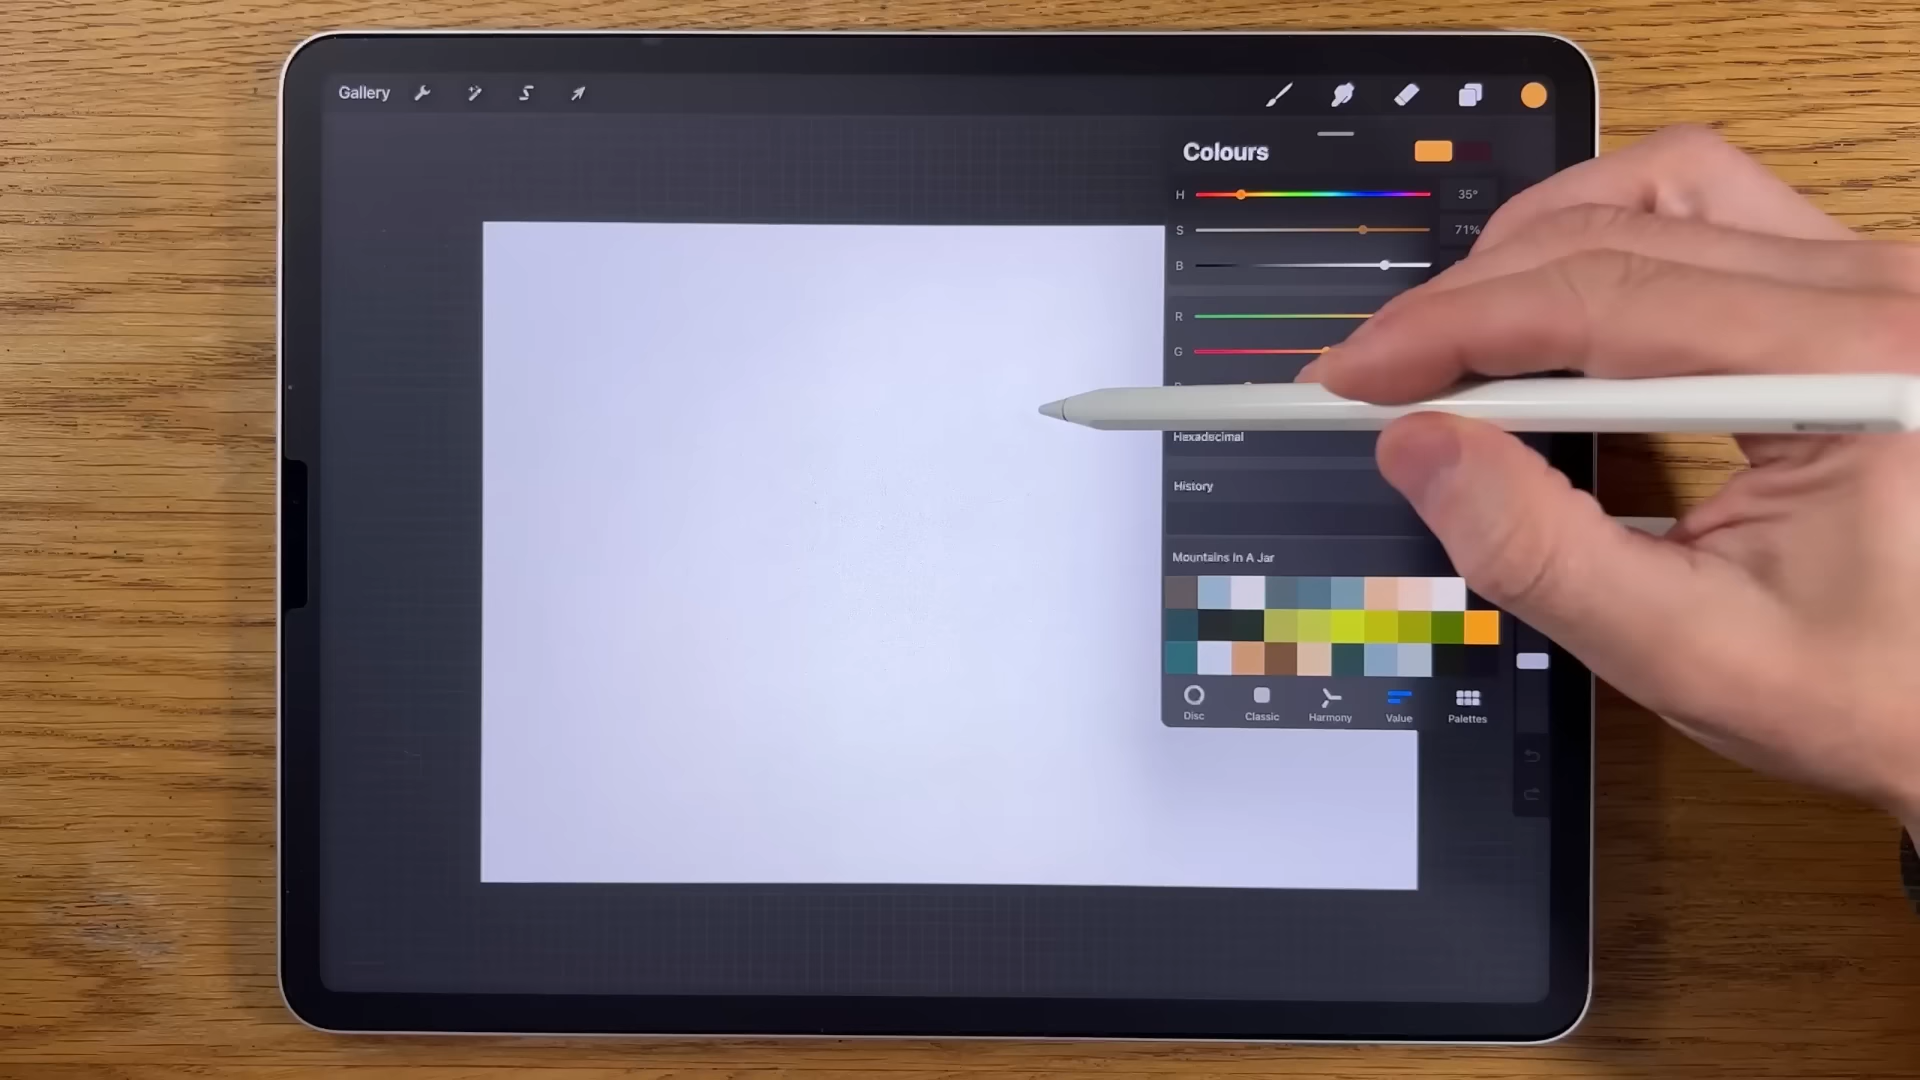 Gallery
Colours
H 35°
S 71%
B
R
G
Hexadecimal
History
Mountains In A Jar
Disc Classic Harmony Value Palettes